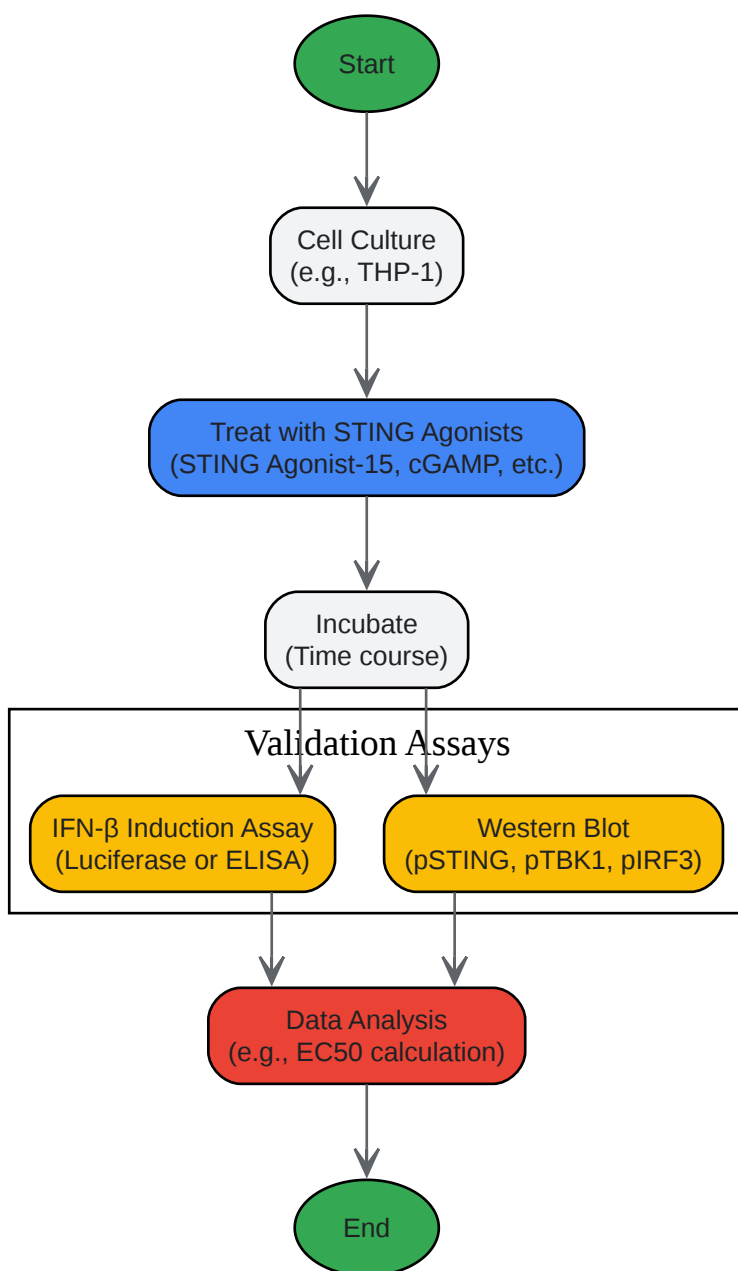 Start
Cell Culture
(e.g., THP-1)
Treat with STING Agonists
(STING Agonist-15, cGAMP, etc.)
Incubate
(Time course)
Validation Assays
IFN-β Induction Assay
(Luciferase or ELISA)
Western Blot
(pSTING, pTBK1, pIRF3)
Data Analysis
(e.g., EC50 calculation)
End